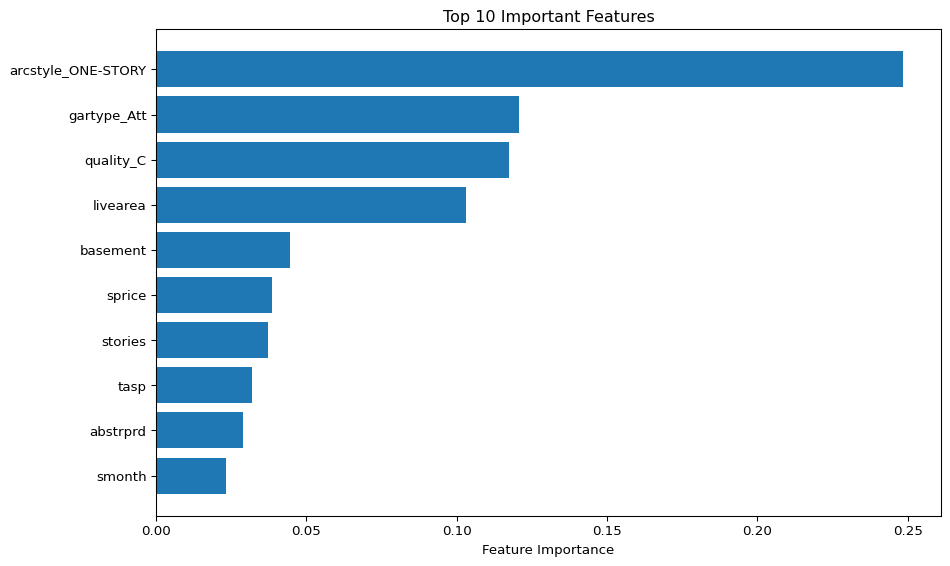 Top 10 Important Features
arcstyle_ONE-STORY
gartype_Att
quality_C
livearea
basement
sprice
stories
tasp
abstrprd
smonth
0.00 0.05 0.10 0.15 0.20 0.25
Feature Importance